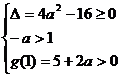 Δ = 4a² − 16 ≥ 0
−a > 1
g(1) = 5 + 2a > 0